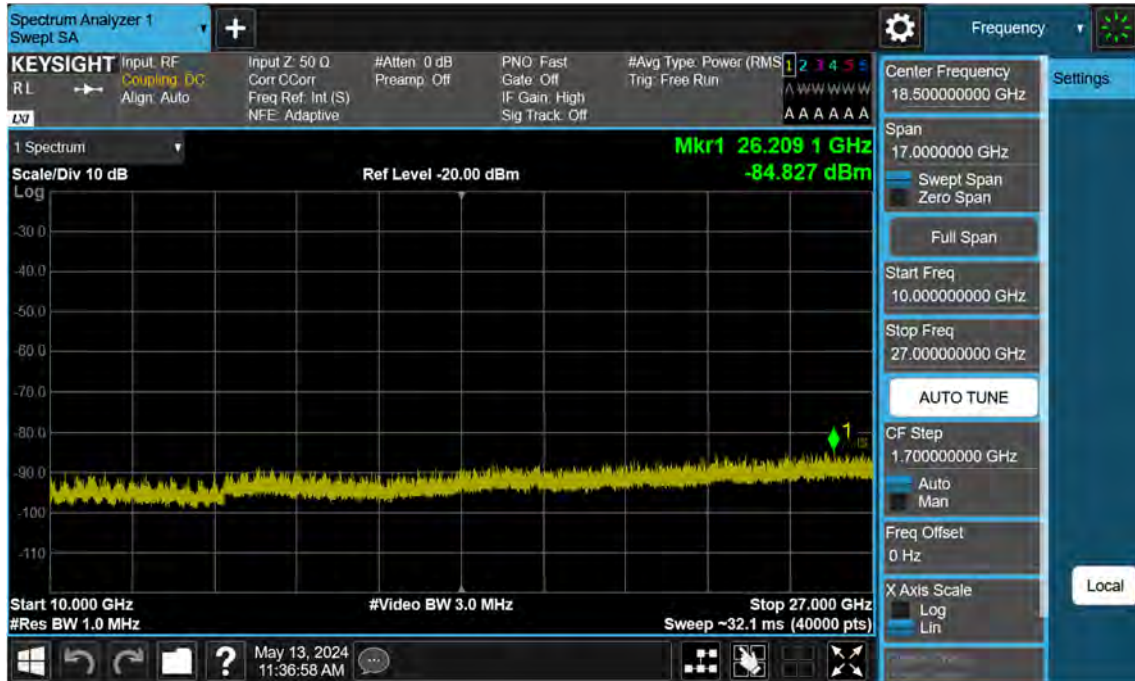 Spectrum Analyzer 1
Swept SA
+
Frequency
KEYSIGHT
RL
LXI
Input: RF
Coupling: DC
Align: Auto
Input Z: 50 Ω
Corr CCorr
Freq Ref: Int (S)
NFE: Adaptive
#Atten: 0 dB
Preamp: Off
PNO: Fast
Gate: Off
IF Gain: High
Sig Track: Off
#Avg Type: Power (RMS
Trig: Free Run
1 2 3 4 5 6
A W W W W W
A A A A A A
1 Spectrum
Mkr1 26.209 1 GHz
Scale/Div 10 dB
Ref Level -20.00 dBm
-84.827 dBm
Log
-30.0
-40.0
-50.0
-60.0
-70.0
-80.0
-90.0
-100
-110
1
Start 10.000 GHz
#Video BW 3.0 MHz
Stop 27.000 GHz
#Res BW 1.0 MHz
Sweep ~32.1 ms (40000 pts)
?
May 13, 2024
11:36:58 AM
Center Frequency
18.500000000 GHz
Span
17.0000000 GHz
Swept Span
Zero Span
Full Span
Start Freq
10.000000000 GHz
Stop Freq
27.000000000 GHz
AUTO TUNE
CF Step
1.700000000 GHz
Auto
Man
Freq Offset
0 Hz
X Axis Scale
Log
Lin
Settings
Local